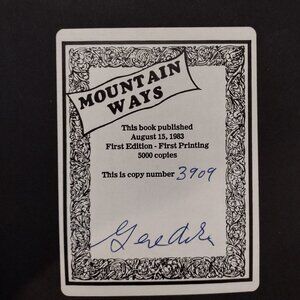 MOUNTAIN
WAYS
This book published
August 15, 1983
First Edition - First Printing
5000 copies
This is copy number 3909
Gene